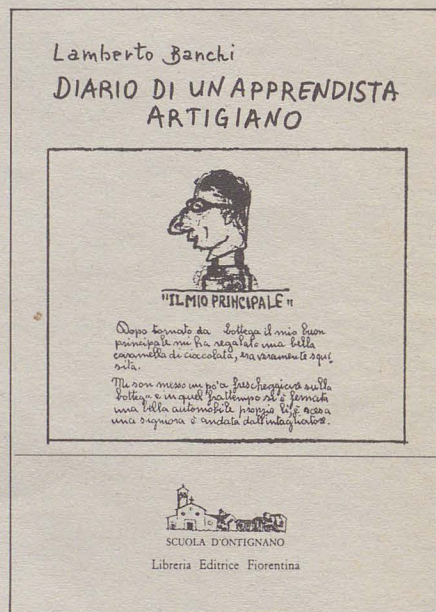 Lamberto Banchi
DIARIO DI UN APPRENDISTA
ARTIGIANO
"IL MIO PRINCIPALE"
Dopo tornato da bottega il mio buon
principale mi ha regalato una bella
caramella di cioccolata, era veramente squi
sita.
Mi son messo un po' a frescheggiare sulla
bottega e in quel frattempo si è fermata
una bella automobile proprio lì, è scesa
una signora è andata dall'intagliatore.
SCUOLA D'ONTIGNANO
Libreria Editrice Fiorentina